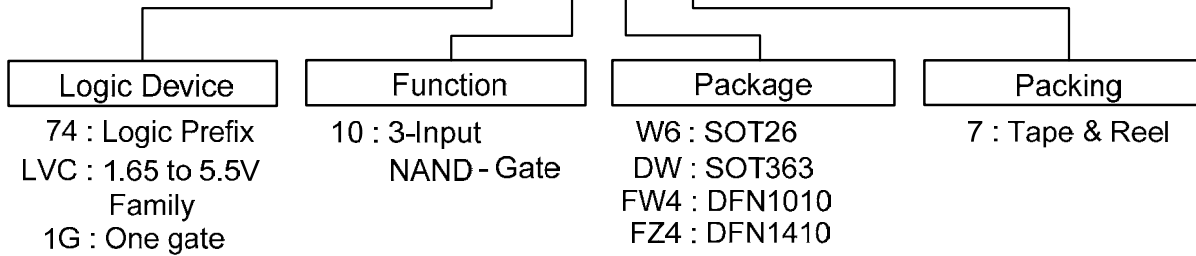 Logic Device
74 : Logic Prefix
LVC : 1.65 to 5.5V
Family
1G : One gate
Function
10 : 3-Input
NAND - Gate
Package
W6 : SOT26
DW : SOT363
FW4 : DFN1010
FZ4 : DFN1410
Packing
7 : Tape & Reel